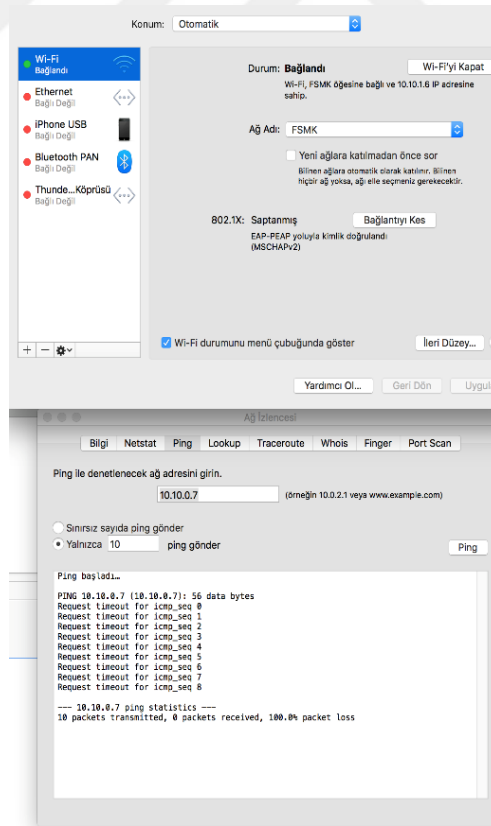 Konum: Otomatik
Wi-Fi
Bağlandı
Ethernet
Bağlı Değil
iPhone USB
Bağlı Değil
Bluetooth PAN
Bağlı Değil
Thunde...Köprüsü
Bağlı Değil
Durum: Bağlandı
Wi-Fi'yi Kapat
Wi-Fi, FSMK öğesine bağlı ve 10.10.1.6 IP adresine
sahip.
Ağ Adı: FSMK
Yeni ağlara katılmadan önce sor
Bilinen ağlara otomatik olarak katılınır. Bilinen
hiçbir ağ yoksa, ağı elle seçmeniz gerekecektir.
802.1X: Saptanmış
Bağlantıyı Kes
EAP-PEAP yoluyla kimlik doğrulandı
(MSCHAPv2)
Wi-Fi durumunu menü çubuğunda göster
İleri Düzey...
Yardımcı Ol...
Geri Dön
Uygula
Ağ İzlencesi
Bilgi Netstat Ping Lookup Traceroute Whois Finger Port Scan
Ping ile denetlenecek ağ adresini girin.
10.10.0.7
(örneğin 10.0.2.1 veya www.example.com)
Sınırsız sayıda ping gönder
Yalnızca 10 ping gönder
Ping
Ping başladı…
PING 10.10.0.7 (10.10.0.7): 56 data bytes
Request timeout for icmp_seq 0
Request timeout for icmp_seq 1
Request timeout for icmp_seq 2
Request timeout for icmp_seq 3
Request timeout for icmp_seq 4
Request timeout for icmp_seq 5
Request timeout for icmp_seq 6
Request timeout for icmp_seq 7
Request timeout for icmp_seq 8
--- 10.10.0.7 ping statistics ---
10 packets transmitted, 0 packets received, 100.0% packet loss